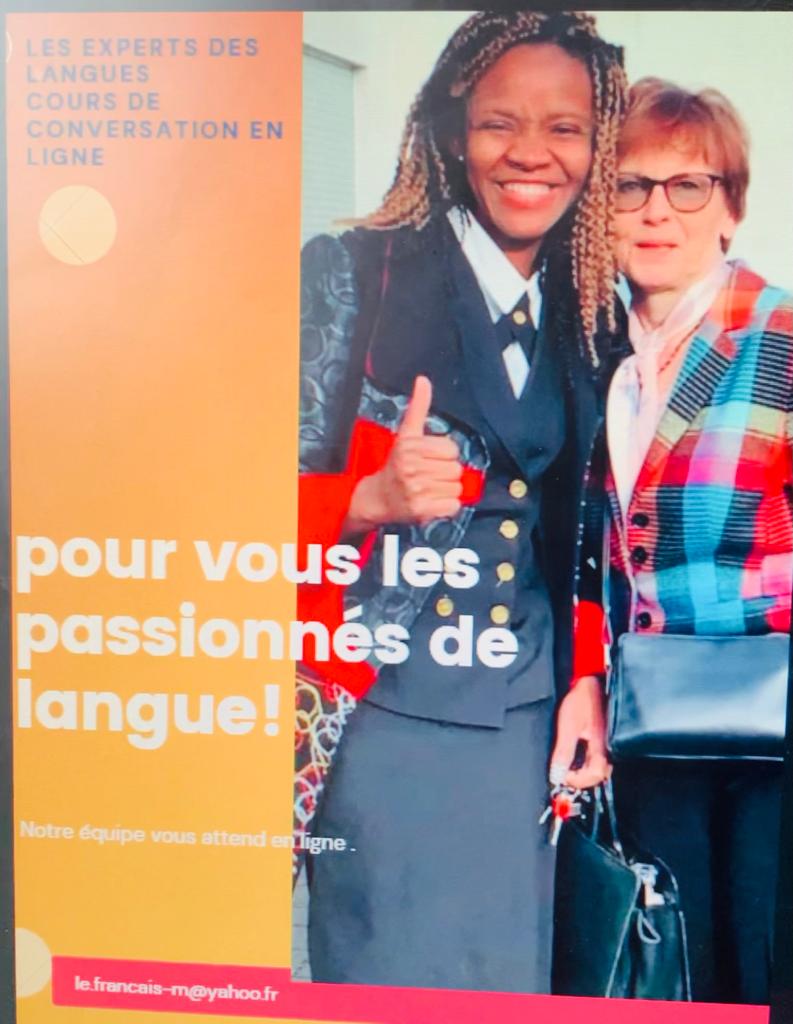 LES EXPERTS DES
LANGUES
COURS DE
CONVERSATION EN
LIGNE
pour vous les
passionnés de
langue!
Notre équipe vous attend en ligne .
le.francais-m@yahoo.fr